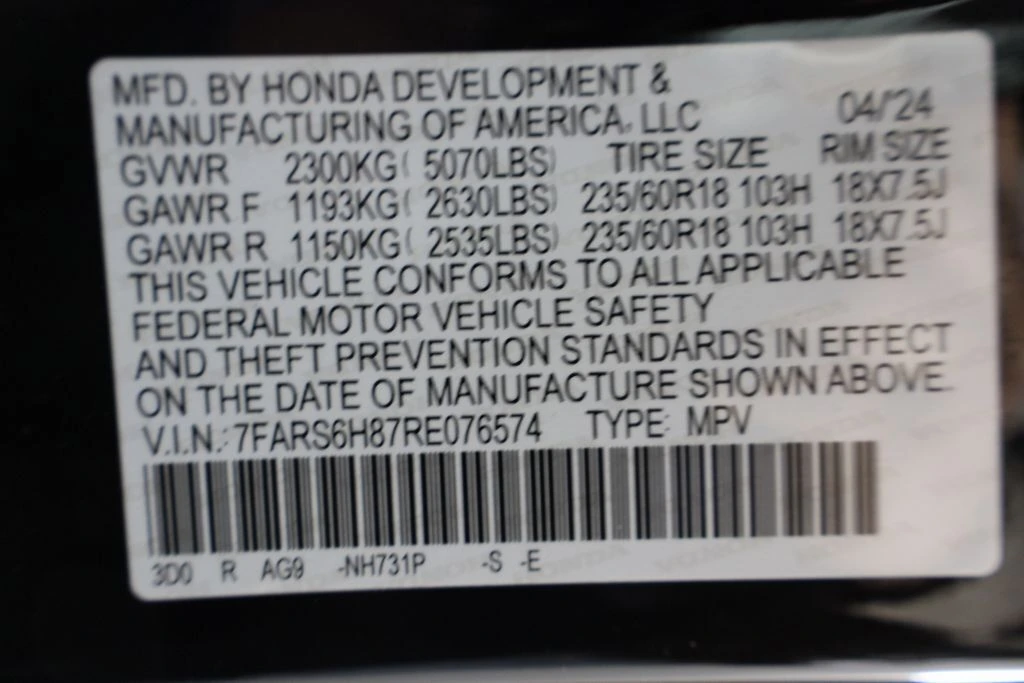 MFD. BY HONDA DEVELOPMENT &
MANUFACTURING OF AMERICA, LLC 04/'24
GVWR 2300KG( 5070LBS) TIRE SIZE RIM SIZE
GAWR F 1193KG( 2630LBS) 235/60R18 103H 18X7.5J
GAWR R 1150KG( 2535LBS) 235/60R18 103H 18X7.5J
THIS VEHICLE CONFORMS TO ALL APPLICABLE
FEDERAL MOTOR VEHICLE SAFETY
AND THEFT PREVENTION STANDARDS IN EFFECT
ON THE DATE OF MANUFACTURE SHOWN ABOVE.
V.I.N.: 7FARS6H87RE076574 TYPE: MPV
3D0 R AG9 -NH731P -S -E